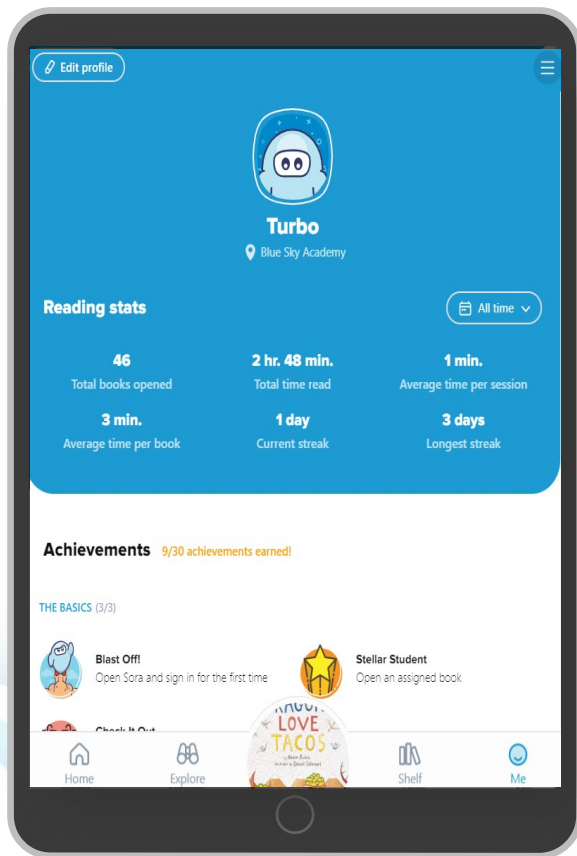 Edit profile
Turbo
Blue Sky Academy
Reading stats
All time
46
2 hr. 48 min.
1 min.
Total books opened
Total time read
Average time per session
3 min.
1 day
3 days
Average time per book
Current streak
Longest streak
Achievements 9/30 achievements earned!
THE BASICS (3/3)
Blast Off!
Open Sora and sign in for the first time
Stellar Student
Open an assigned book
Check It Out
LOVE
TACOS
Home
Explore
Shelf
Me